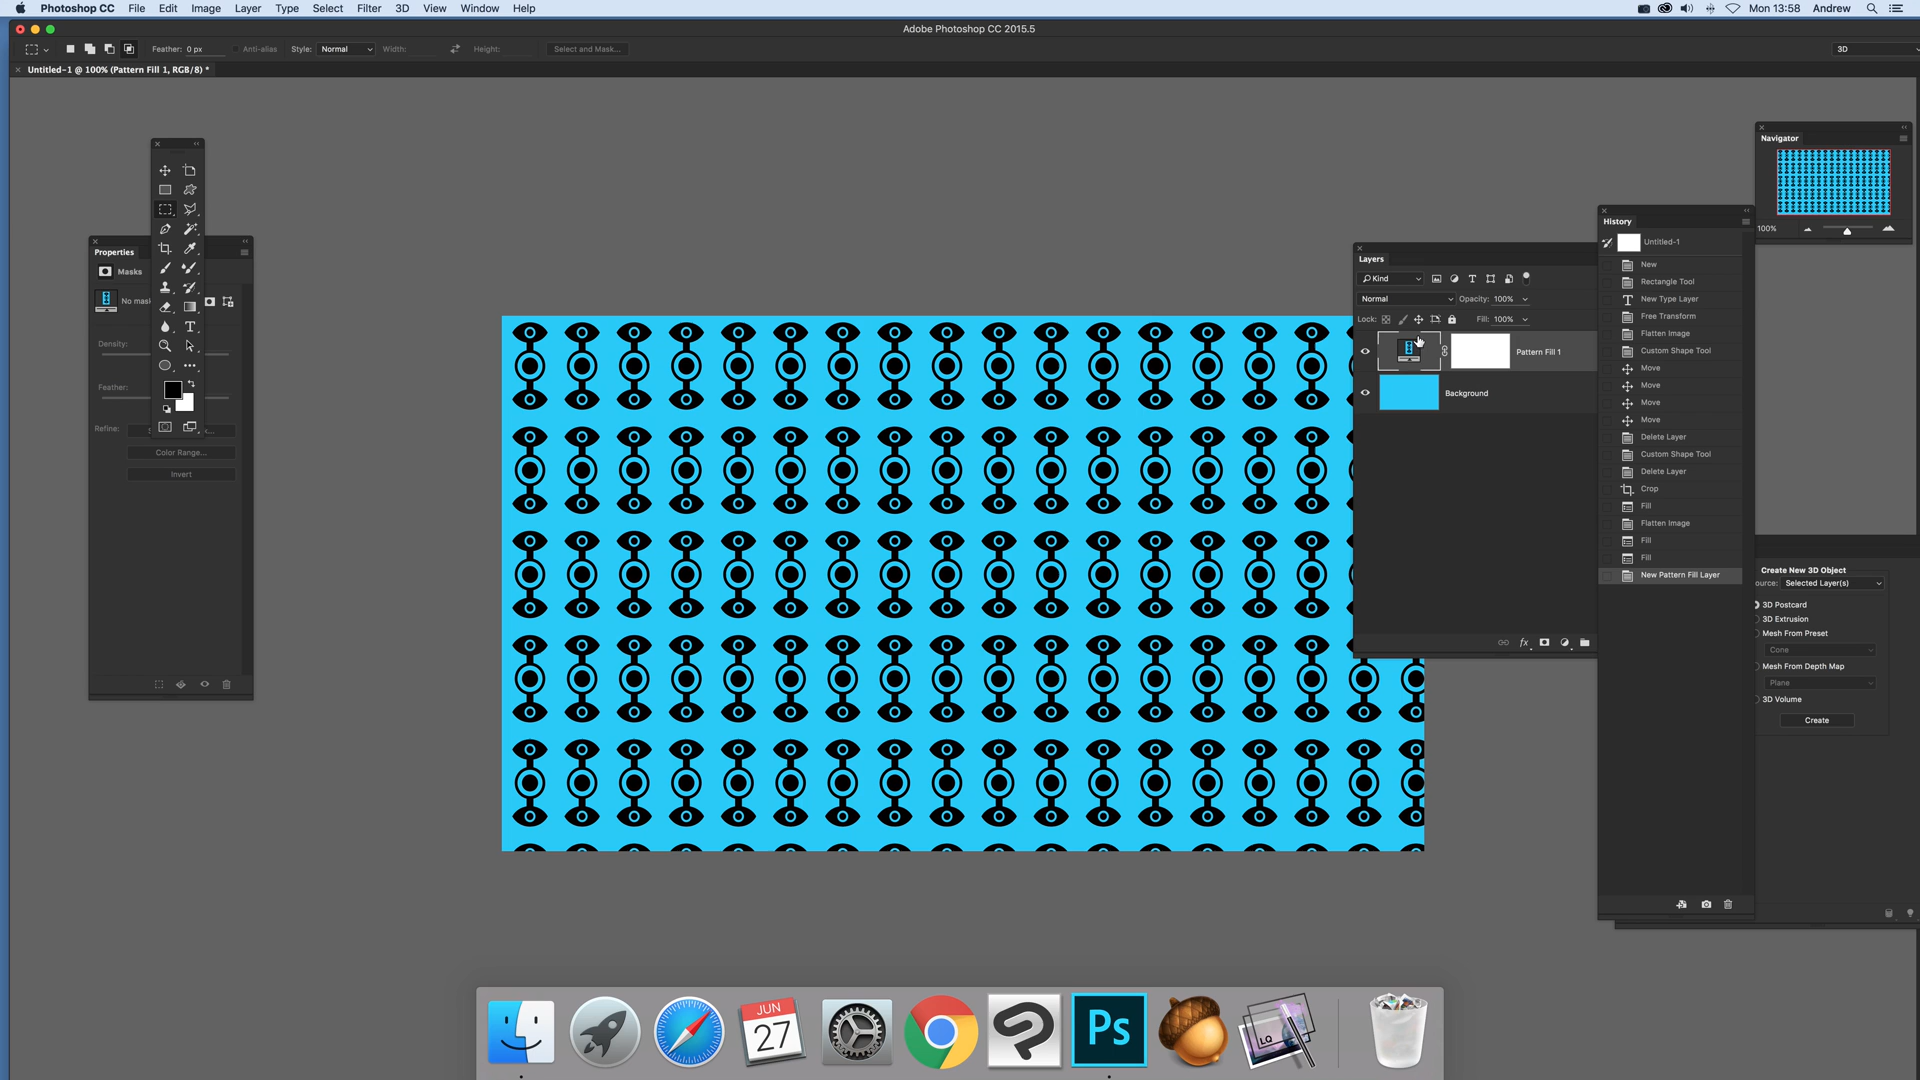 Photoshop CC File Edit Image Layer Type Select Filter 3D View Window Help Mon 13:58 Andrew
Adobe Photoshop CC 2015.5
Feather: 0 px Anti-alias Style: Normal Width: Height: Select and Mask... 3D
Untitled-1 @ 100% (Pattern Fill 1, RGB/8) *
Properties
Masks
No mask
Density:
Feather:
Refine:
Color Range...
Invert
Layers
Kind
Normal Opacity: 100%
Lock: Fill: 100%
Pattern Fill 1
Background
fx
History
Untitled-1
New
Rectangle Tool
New Type Layer
Free Transform
Flatten Image
Custom Shape Tool
Move
Move
Move
Move
Delete Layer
Custom Shape Tool
Delete Layer
Crop
Fill
Flatten Image
Fill
Fill
New Pattern Fill Layer
Navigator
100%
Create New 3D Object
ource: Selected Layer(s)
3D Postcard
3D Extrusion
Mesh From Preset
Cone
Mesh From Depth Map
Plane
3D Volume
Create
JUN
27
Ps
LQ